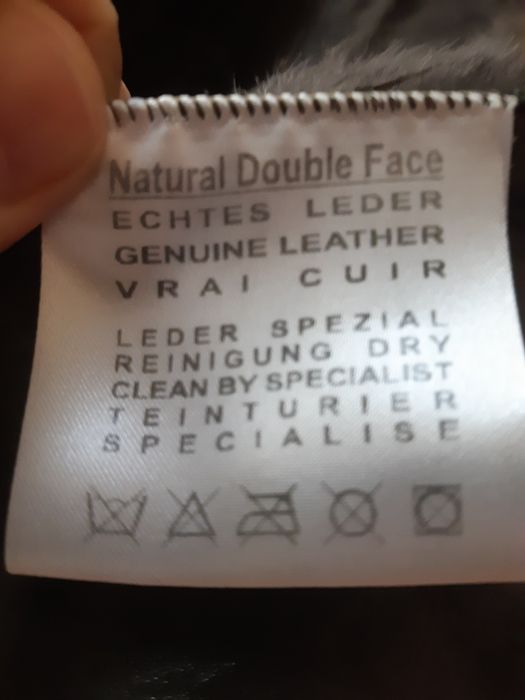 Natural Double Face
ECHTES LEDER
GENUINE LEATHER
VRAI CUIR
LEDER SPEZIAL
REINIGUNG DRY
CLEAN BY SPECIALIST
TEINTURIER
SPECIALISE